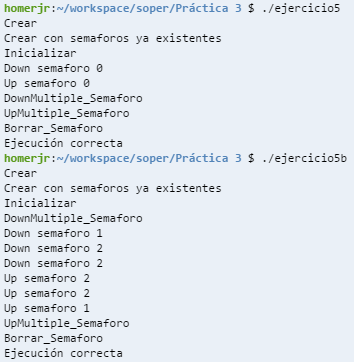 homerjr:~/workspace/soper/Práctica 3 $ ./ejercicio5
Crear
Crear con semaforos ya existentes
Inicializar
Down semaforo 0
Up semaforo 0
DownMultiple_Semaforo
UpMultiple_Semaforo
Borrar_Semaforo
Ejecución correcta
homerjr:~/workspace/soper/Práctica 3 $ ./ejercicio5b
Crear
Crear con semaforos ya existentes
Inicializar
DownMultiple_Semaforo
Down semaforo 1
Down semaforo 2
Down semaforo 2
Up semaforo 2
Up semaforo 2
Up semaforo 1
UpMultiple_Semaforo
Borrar_Semaforo
Ejecución correcta